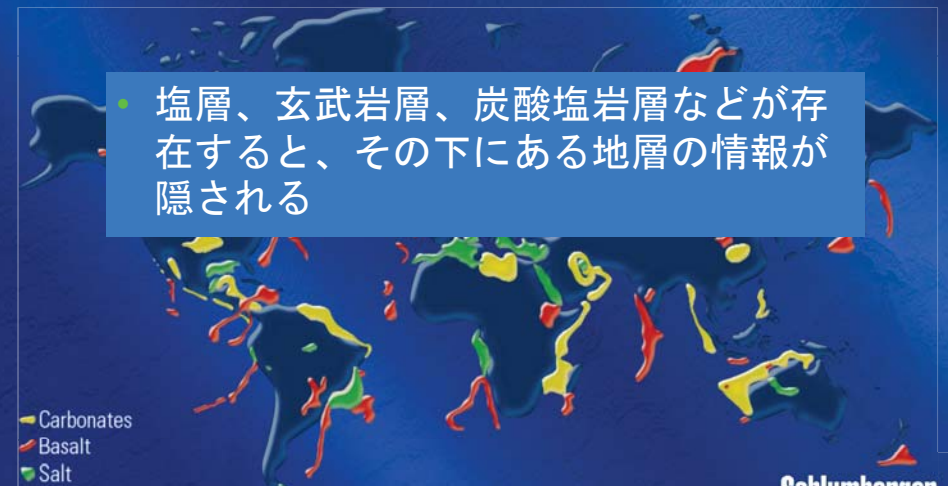 • 塩層、玄武岩層、炭酸塩岩層などが存
在すると、その下にある地層の情報が
隠される
Carbonates
Basalt
Salt
Schlumberger